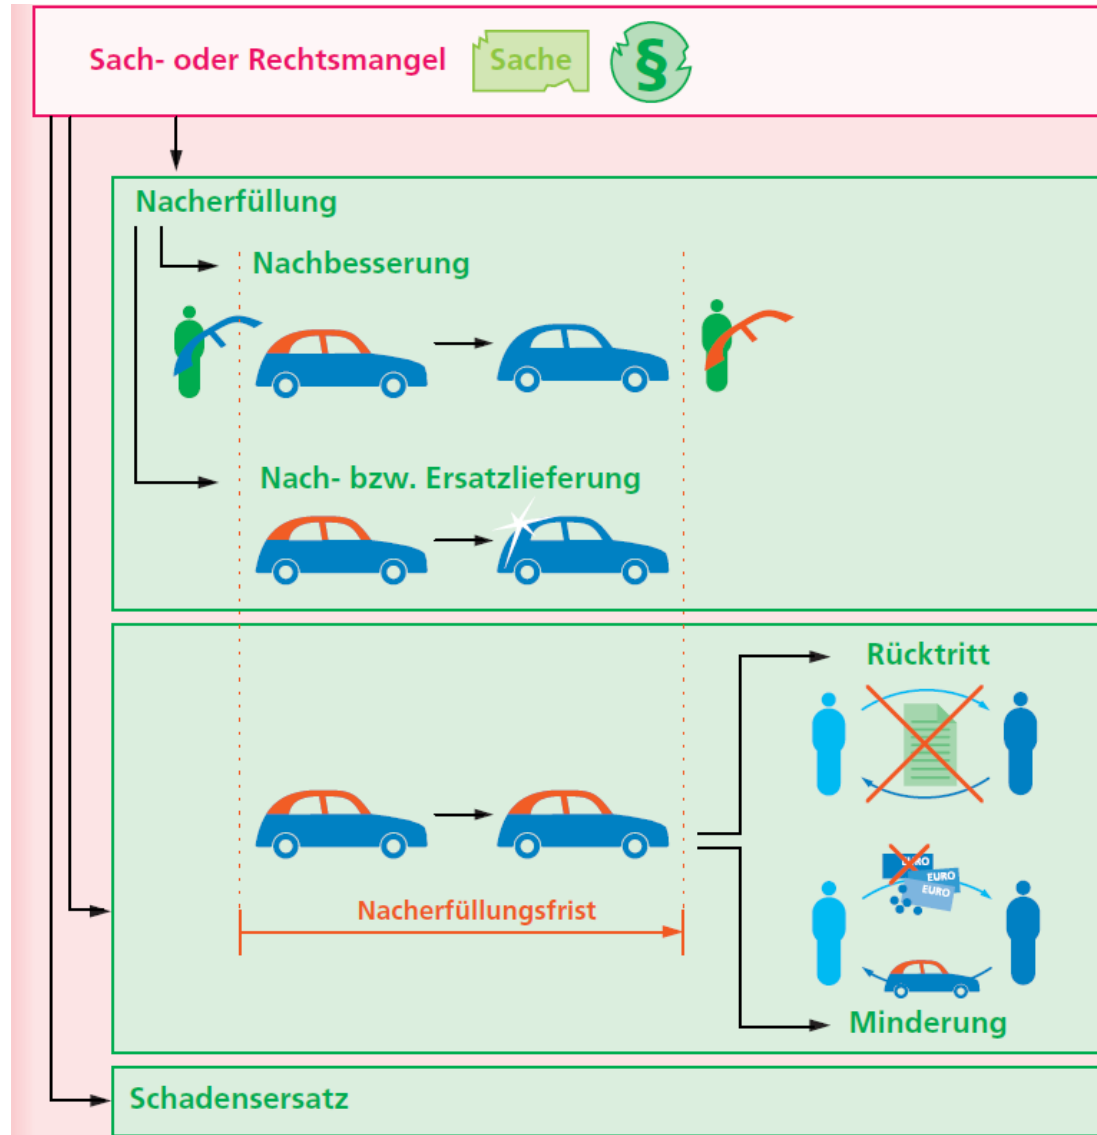 Sach- oder Rechtsmangel
Sache
§
Nacherfüllung
Nachbesserung
Nach- bzw. Ersatzlieferung
Rücktritt
EURO
EURO
EURO
Nacherfüllungsfrist
Minderung
Schadensersatz